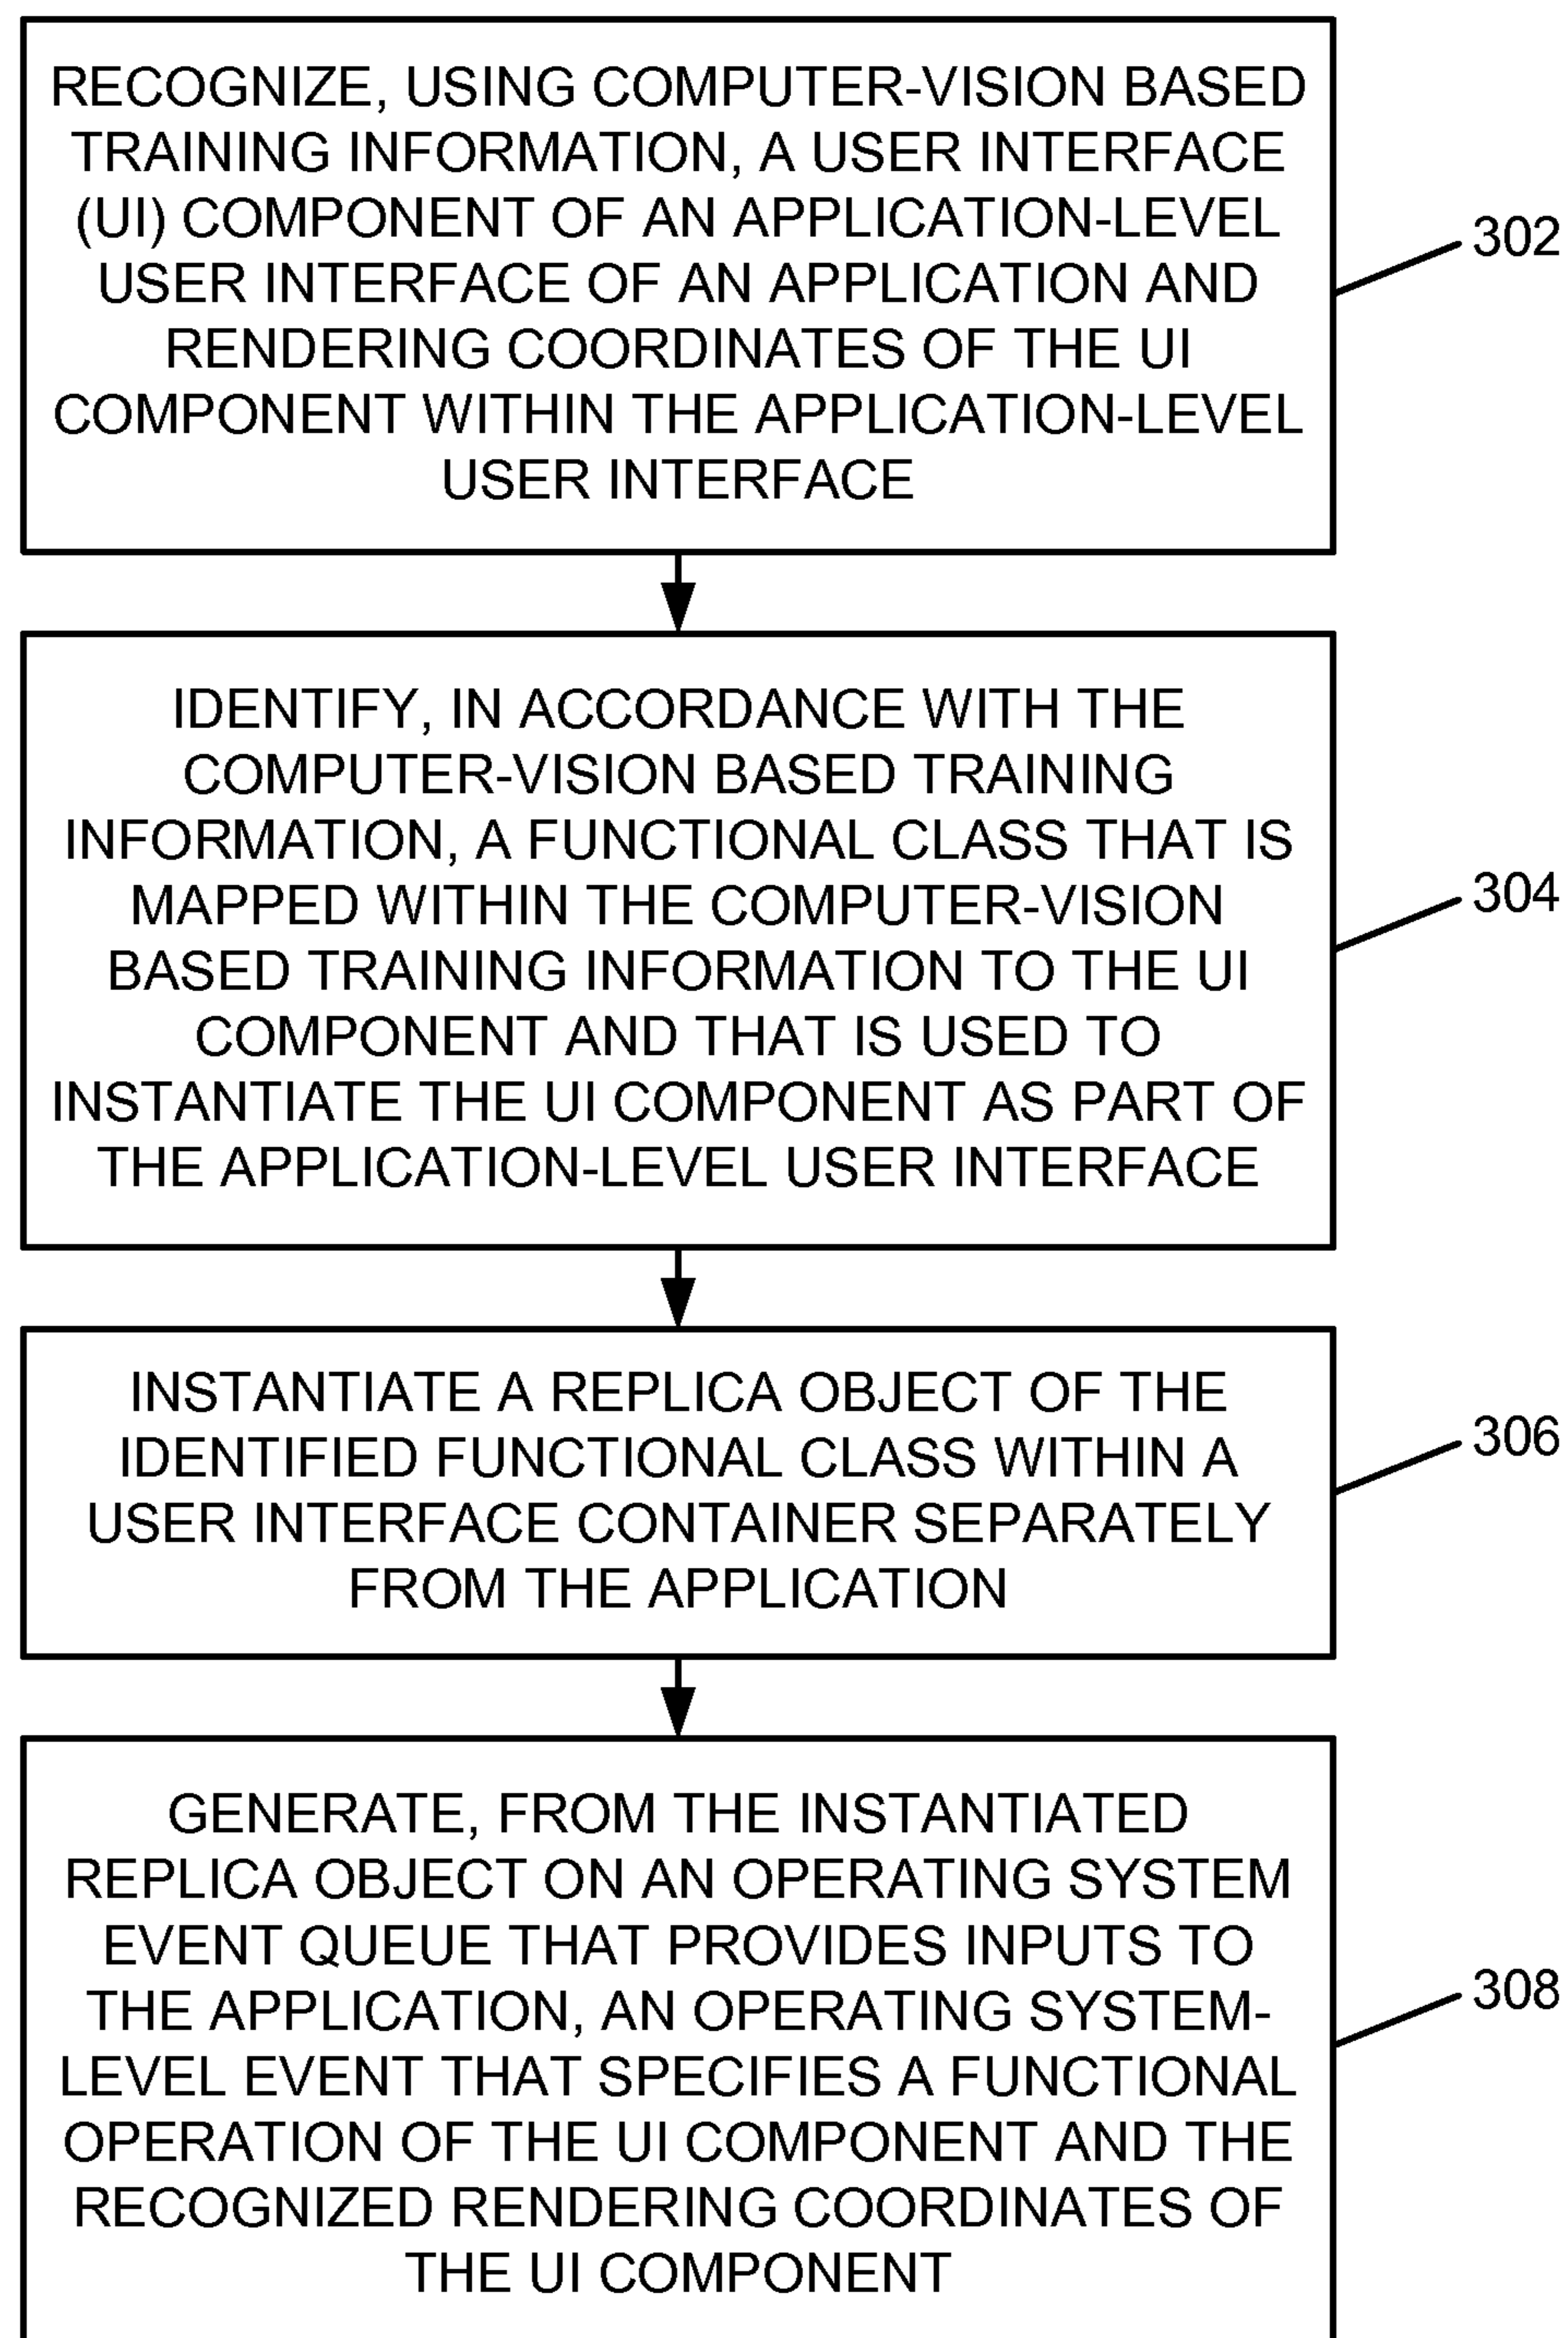 RECOGNIZE, USING COMPUTER-VISION BASED
TRAINING INFORMATION, A USER INTERFACE
(UI) COMPONENT OF AN APPLICATION-LEVEL
USER INTERFACE OF AN APPLICATION AND
RENDERING COORDINATES OF THE UI
COMPONENT WITHIN THE APPLICATION-LEVEL
USER INTERFACE
302
IDENTIFY, IN ACCORDANCE WITH THE
COMPUTER-VISION BASED TRAINING
INFORMATION, A FUNCTIONAL CLASS THAT IS
MAPPED WITHIN THE COMPUTER-VISION
BASED TRAINING INFORMATION TO THE UI
COMPONENT AND THAT IS USED TO
INSTANTIATE THE UI COMPONENT AS PART OF
THE APPLICATION-LEVEL USER INTERFACE
304
INSTANTIATE A REPLICA OBJECT OF THE
IDENTIFIED FUNCTIONAL CLASS WITHIN A
USER INTERFACE CONTAINER SEPARATELY
FROM THE APPLICATION
306
GENERATE, FROM THE INSTANTIATED
REPLICA OBJECT ON AN OPERATING SYSTEM
EVENT QUEUE THAT PROVIDES INPUTS TO
THE APPLICATION, AN OPERATING SYSTEM-
LEVEL EVENT THAT SPECIFIES A FUNCTIONAL
OPERATION OF THE UI COMPONENT AND THE
RECOGNIZED RENDERING COORDINATES OF
THE UI COMPONENT
308